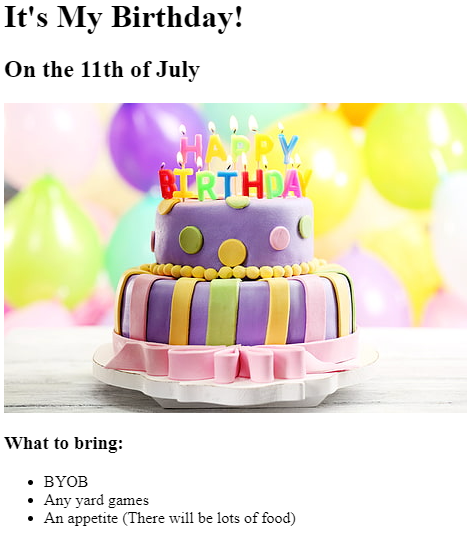 It's My Birthday!
On the 11th of July
HAPPY
BIRTHDAY
What to bring:
BYOB
Any yard games
An appetite (There will be lots of food)